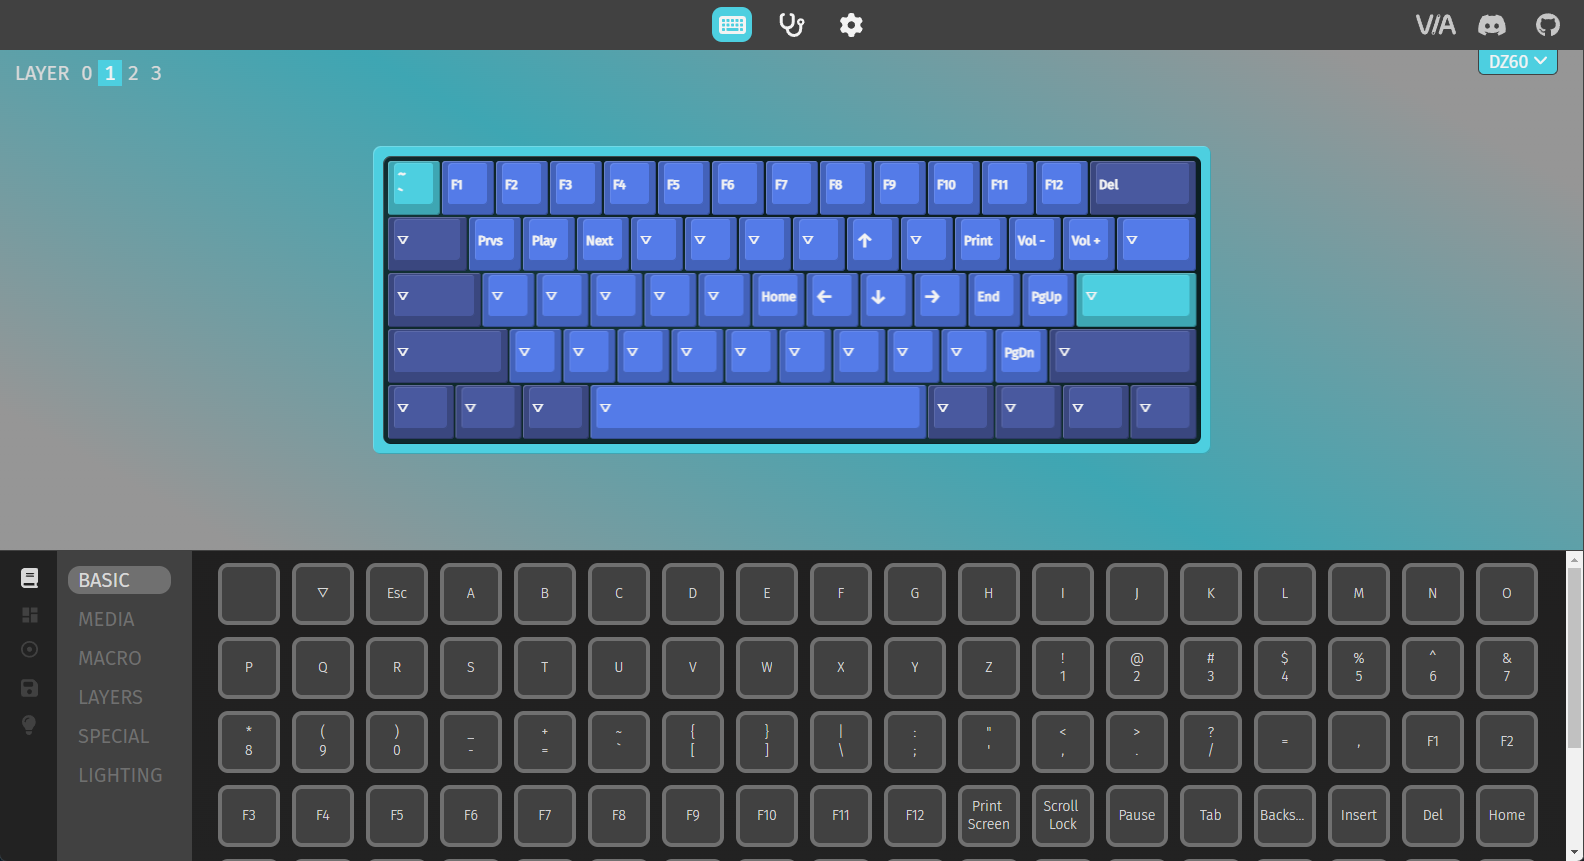 VIA
LAYER 0 1 2 3
DZ60
~
`
F1 F2 F3 F4 F5 F6 F7 F8 F9 F10 F11 F12 Del
▽ Prvs Play Next ▽ ▽ ▽ ▽ ↑ ▽ Print Vol - Vol + ▽
▽ ▽ ▽ ▽ ▽ ▽ Home ← ↓ → End PgUp ▽
▽ ▽ ▽ ▽ ▽ ▽ ▽ ▽ ▽ ▽ PgDn ▽
▽ ▽ ▽ ▽ ▽ ▽ ▽ ▽
BASIC
MEDIA
MACRO
LAYERS
SPECIAL
LIGHTING
▽ Esc A B C D E F G H I J K L M N O
P Q R S T U V W X Y Z ! @ # $ % ^ &
1 2 3 4 5 6 7
* ( ) _ + ~ { } | : " < > ?
8 9 0 - = ` [ ] \ ; ' , . / = , F1 F2
F3 F4 F5 F6 F7 F8 F9 F10 F11 F12 Print Scroll Pause Tab Backs... Insert Del Home
Screen Lock